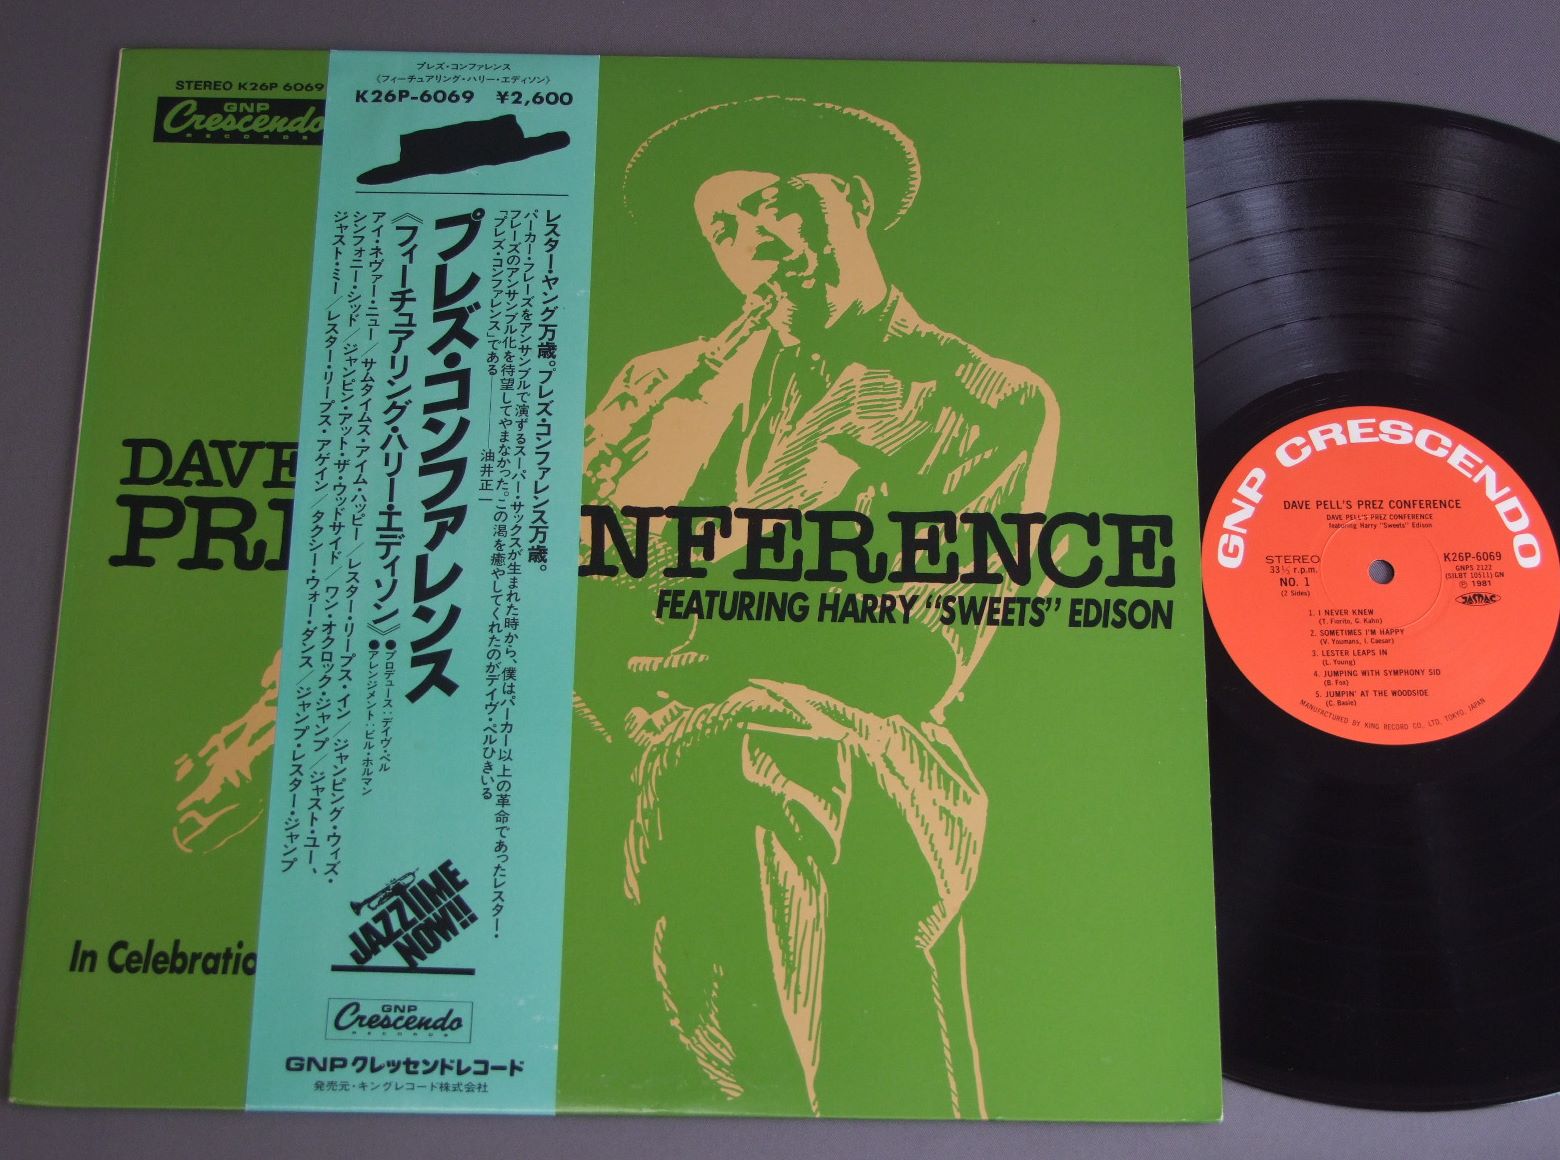 STEREO K26P 6069
GNP
Crescendo
RECORDS
DAVE
PR
NFERENCE
FEATURING HARRY "SWEETS" EDISON
In Celebratio
プレズ・コンファレンス
《フィーチュアリング・ハリー・エディソン》
K26P-6069 ¥2,600
レスター・ヤング万歳。プレズ・コンファレンス万歳。
パーカー・フレーズをアンサンブルで演ずるスーパー・サックスが生まれた時から、僕は、パーカー以上の革命であったレスター・
フレーズのアンサンブル化を待望してやまなかった。この渇を癒やしてくれたのがデイヴ・ペルひきいる
「プレズ・コンファレンス」である———油井正一
プレズ・コンファレンス
《フィーチュアリング・ハリー・エディソン》
●プロデュース:デイヴ・ペル
●アレンジメント:ビル・ホルマン
アイ・ネヴァー・ニュー/サムタイムス・アイム・ハッピー/レスター・リープス・イン/ジャンピング・ウィズ・
シンフォニー・シッド/ジャンピン・アット・ザ・ウッドサイド/ワン・オクロック・ジャンプ/ジャスト・ユー、
ジャスト・ミー/レスター・リープス・アゲイン/タクシー・ウォー・ダンス/ジャンプ・レスター・ジャンプ
JAZZTIME
NOW!!
GNP
Crescendo
RECORDS
GNPクレッセンドレコード
発売元・キングレコード株式会社
GNP CRESCENDO
DAVE PELL'S PREZ CONFERENCE
DAVE PELL'S PREZ CONFERENCE
featuring Harry "Sweets" Edison
STEREO
33⅓ r.p.m.
NO. 1
(2 Sides)
K26P-6069
GNPS 2122
(SILBT 10511) GN
Ⓟ 1981
JASRAC
1. I NEVER KNEW
(T. Fiorito, G. Kahn)
2. SOMETIMES I'M HAPPY
(V. Youmans, I. Caesar)
3. LESTER LEAPS IN
(L. Young)
4. JUMPING WITH SYMPHONY SID
(B. Fox)
5. JUMPIN' AT THE WOODSIDE
(C. Basie)
MANUFACTURED BY KING RECORD CO., LTD. TOKYO, JAPAN